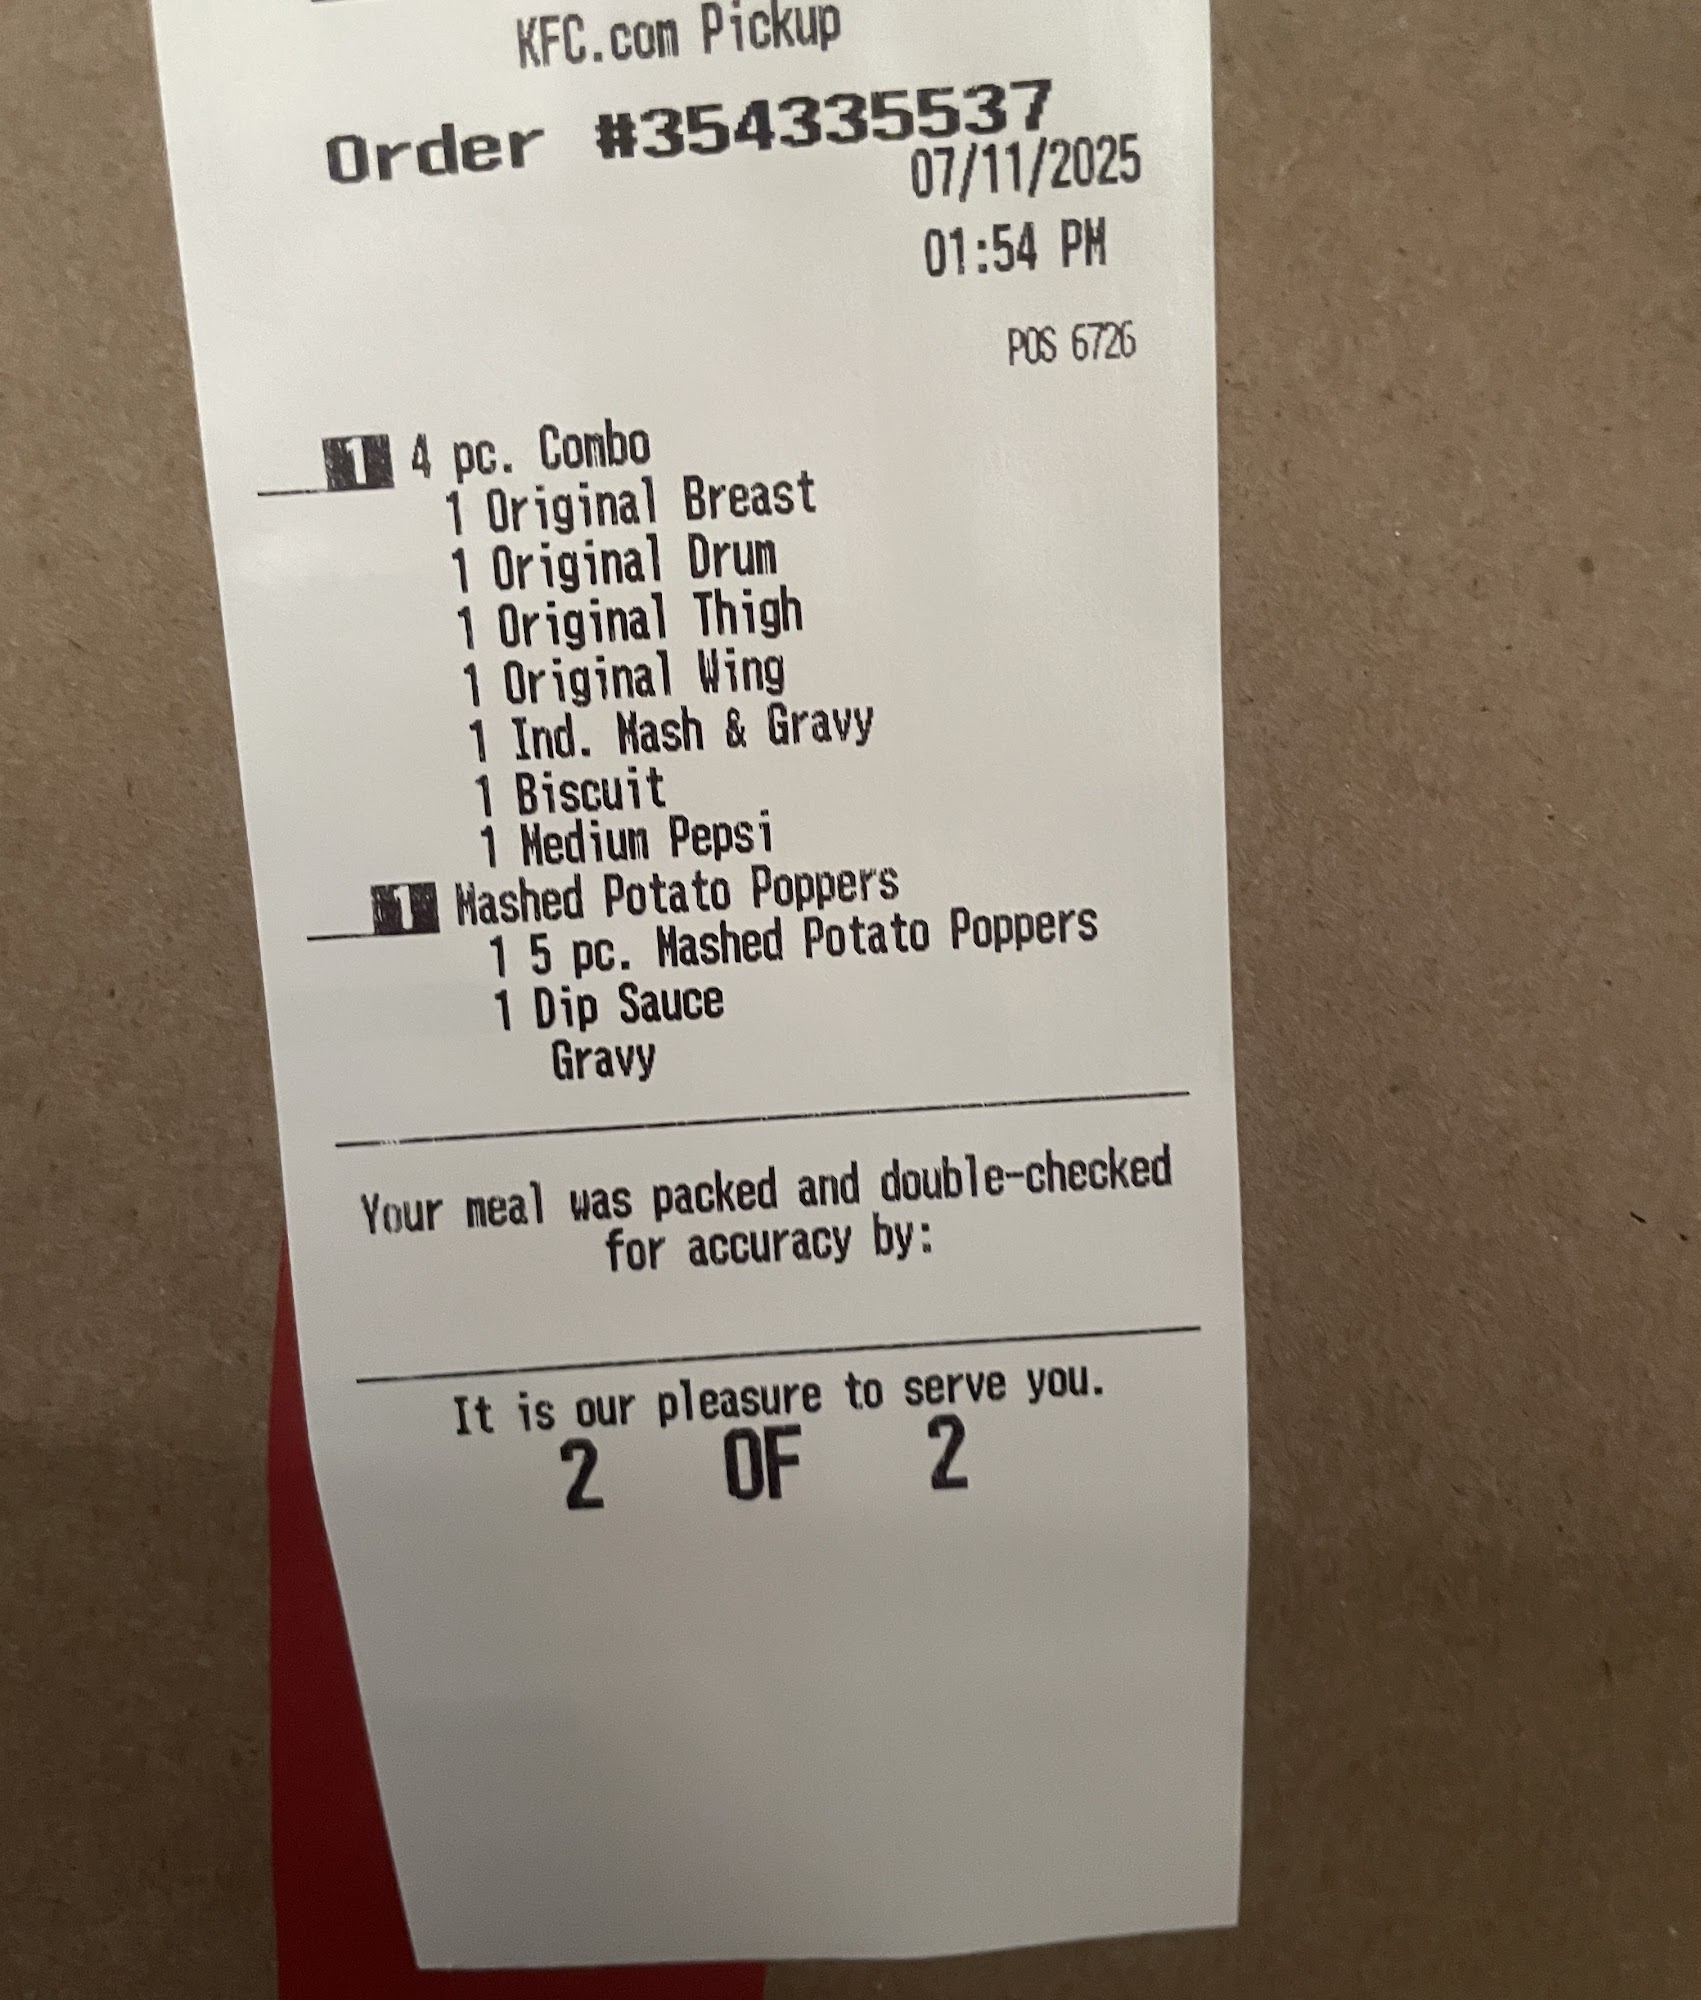 KFC.com Pickup
Order #354335537
07/11/2025
01:54 PM
POS 6726
1 4 pc. Combo
1 Original Breast
1 Original Drum
1 Original Thigh
1 Original Wing
1 Ind. Mash & Gravy
1 Biscuit
1 Medium Pepsi
1 Mashed Potato Poppers
1 5 pc. Mashed Potato Poppers
1 Dip Sauce
Gravy
Your meal was packed and double-checked
for accuracy by:
It is our pleasure to serve you.
2 OF 2